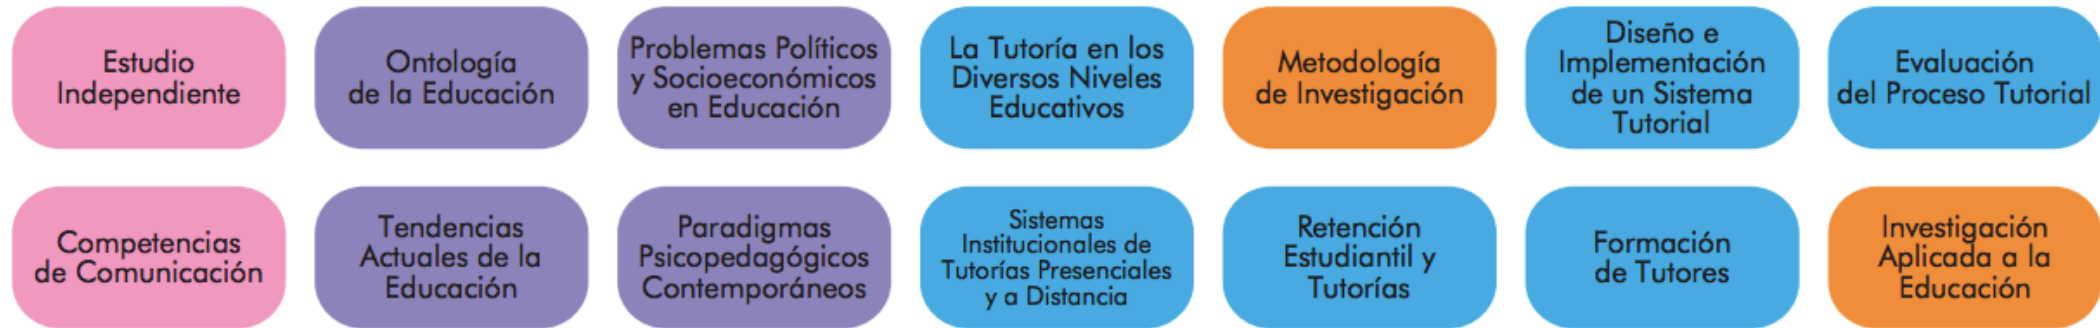 Estudio
Independiente
Ontología
de la Educación
Problemas Políticos
y Socioeconómicos
en Educación
La Tutoría en los
Diversos Niveles
Educativos
Metodología
de Investigación
Diseño e
Implementación
de un Sistema
Tutorial
Evaluación
del Proceso Tutorial
Competencias
de Comunicación
Tendencias
Actuales de la
Educación
Paradigmas
Psicopedagógicos
Contemporáneos
Sistemas
Institucionales de
Tutorías Presenciales
y a Distancia
Retención
Estudiantil y
Tutorías
Formación
de Tutores
Investigación
Aplicada a la
Educación